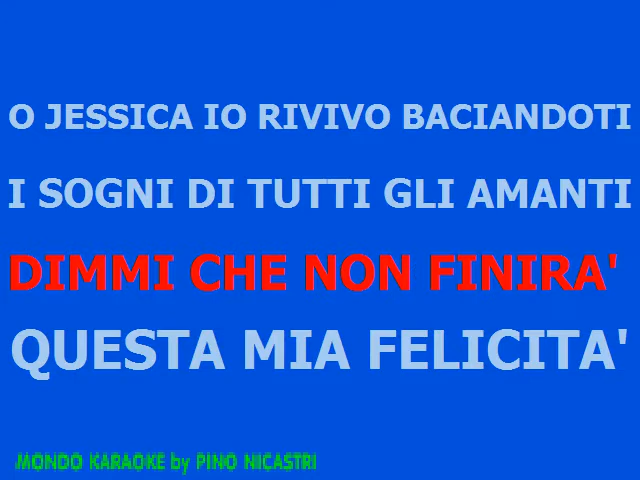 O JESSICA IO RIVIVO BACIANDOTI
I SOGNI DI TUTTI GLI AMANTI
DIMMI CHE NON FINIRA'
QUESTA MIA FELICITA'
MONDO KARAOKE by PINO NICASTRI